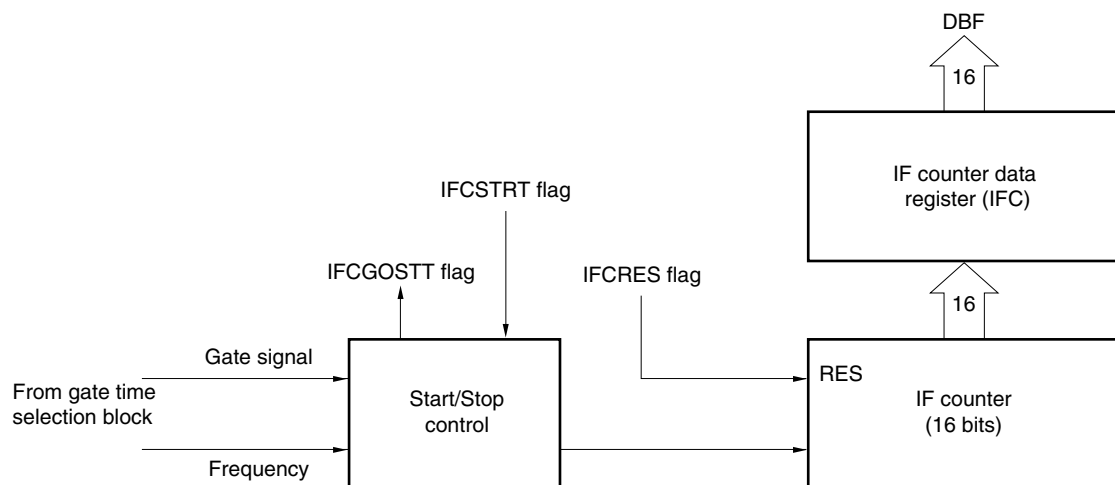 DBF
16
IF counter data
register (IFC)
IFCSTRT flag
IFCGOSTT flag
IFCRES flag
16
Gate signal
From gate time
selection block
Frequency
Start/Stop
control
RES
IF counter
(16 bits)